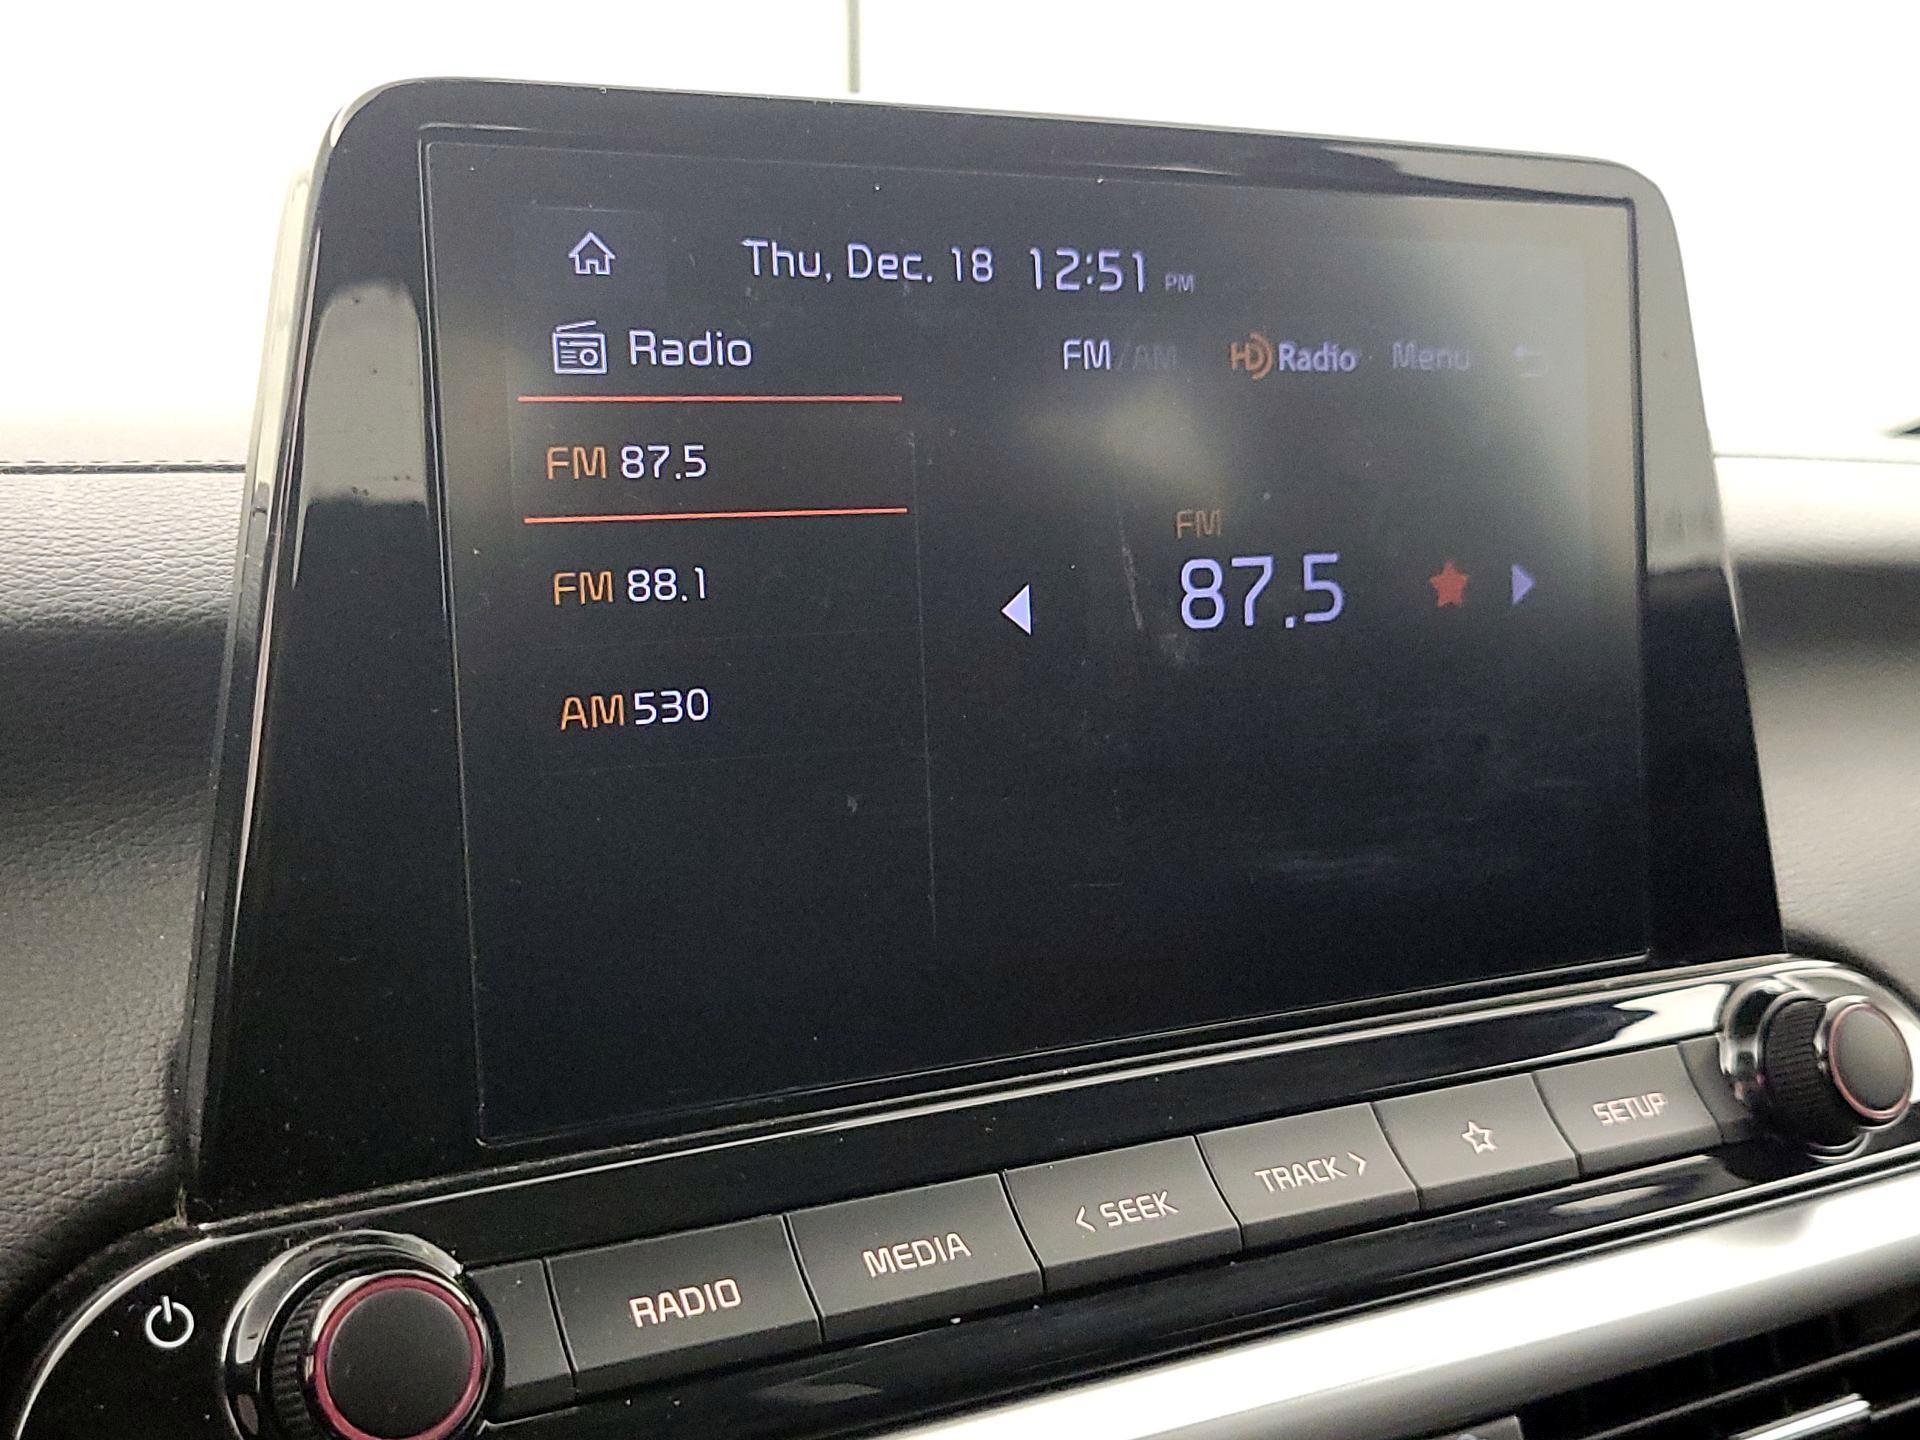 Thu, Dec. 18 12:51 PM
Radio
FM/AM HD Radio Menu
FM 87.5
FM 88.1
AM 530
FM
87.5
RADIO
MEDIA
< SEEK
TRACK >
SETUP